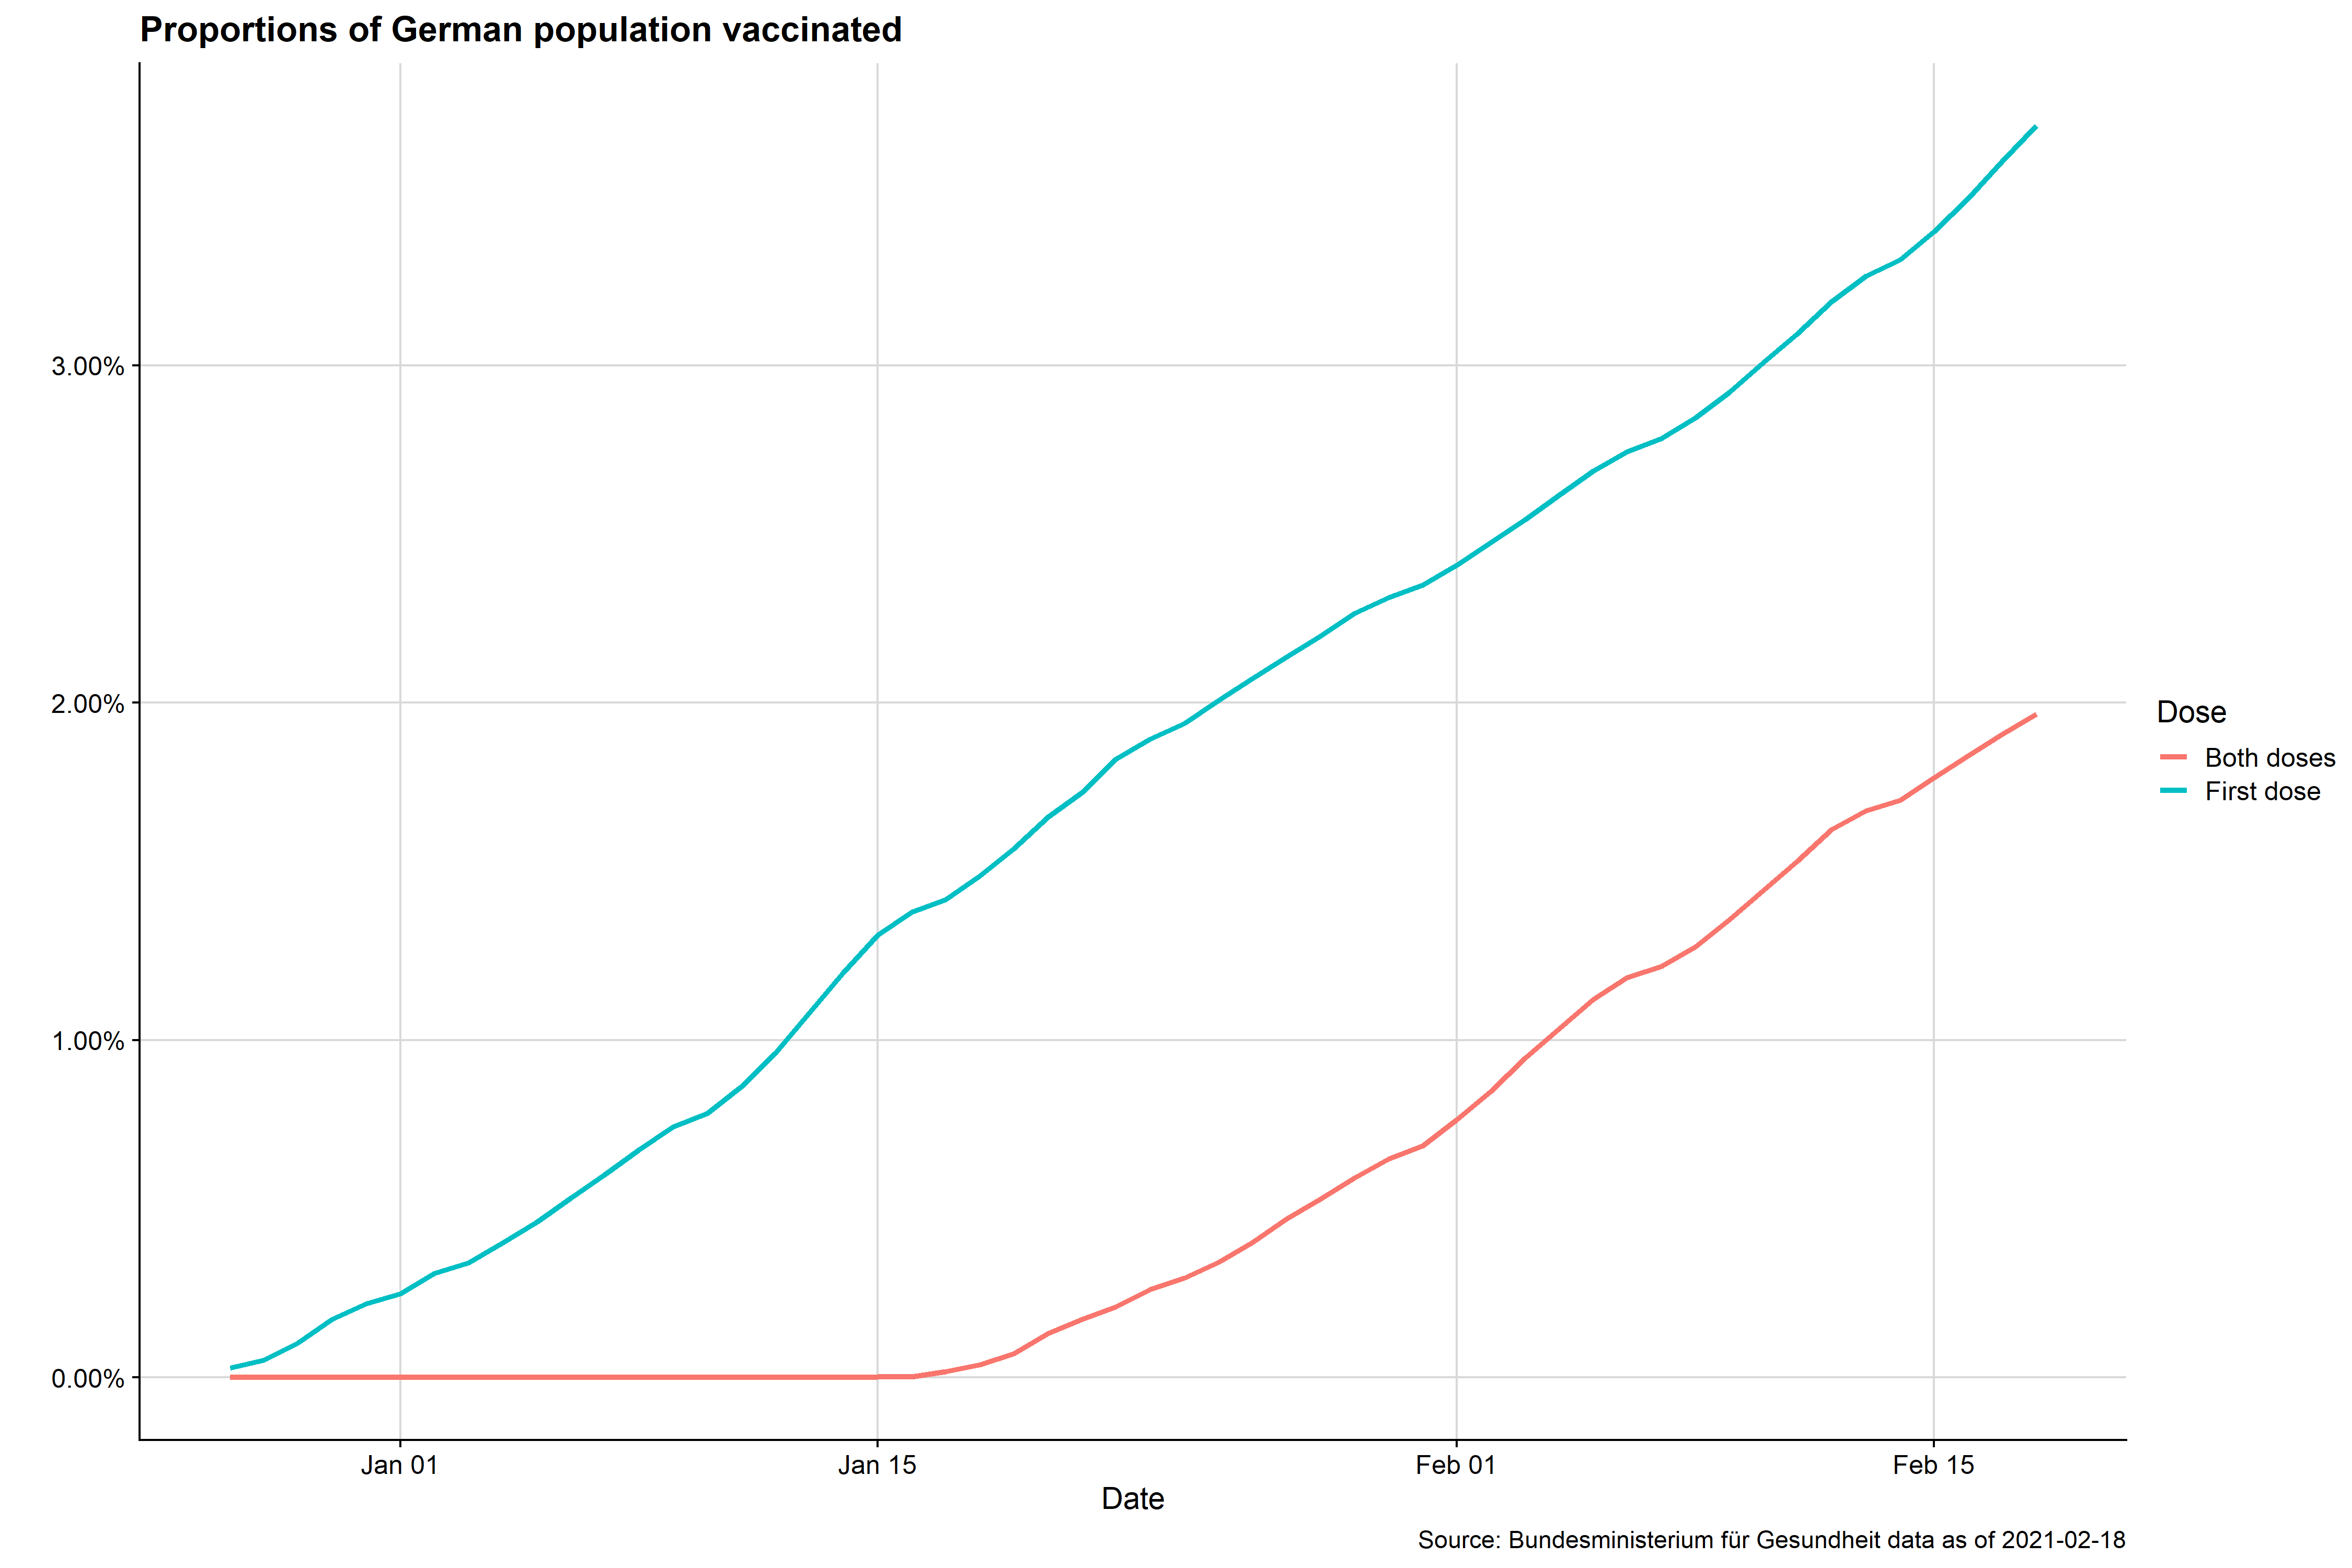 Proportions of German population vaccinated
3.00%
2.00%
1.00%
0.00%
Jan 01
Jan 15
Feb 01
Feb 15
Date
Dose
Both doses
First dose
Source: Bundesministerium für Gesundheit data as of 2021-02-18